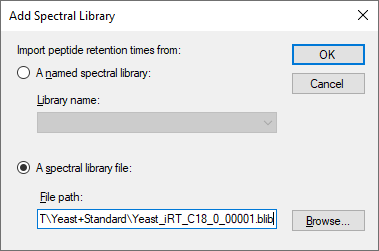 Add Spectral Library
Import peptide retention times from:
OK
A named spectral library:
Cancel
Library name:
A spectral library file:
File path:
T\Yeast+Standard\Yeast_iRT_C18_0_00001.blib
Browse...